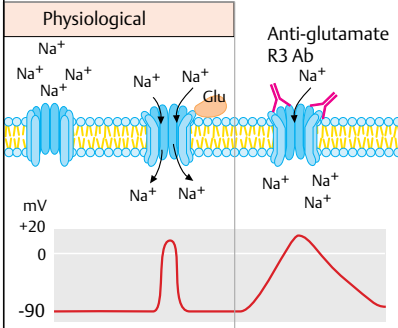 Physiological
Anti-glutamate
R3 Ab
Na⁺
Na⁺
Na⁺
Na⁺
Na⁺
Na⁺
Glu
Na⁺
Na⁺
Na⁺
Na⁺
Na⁺
Na⁺
mV
+20
0
-90